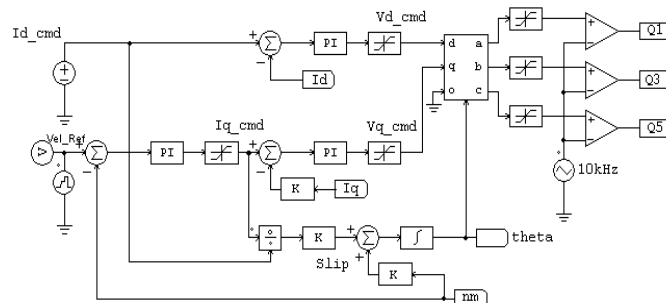 Id_cmd
Vd_cmd
PI
Id
d a
q b
o c
Q1
Q3
Q5
Vel_Ref
V
Iq_cmd
Vq_cmd
PI
PI
K
Iq
10kHz
K
Slip
K
theta
nm